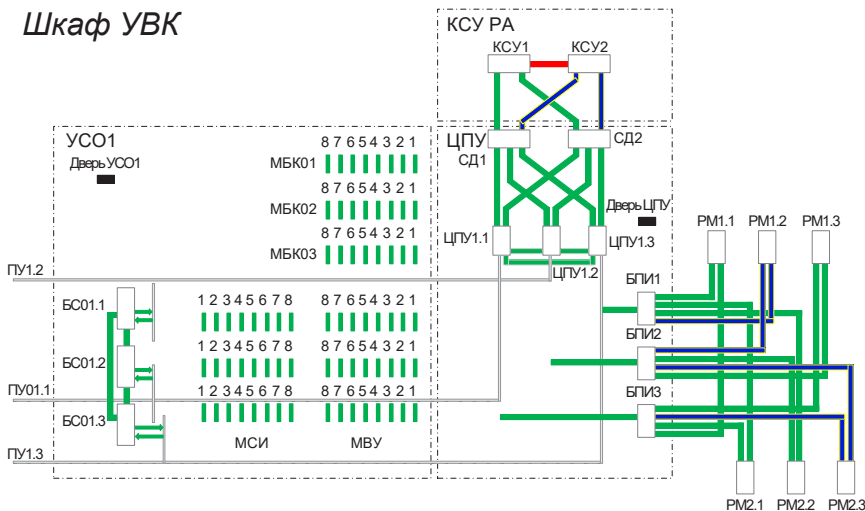 Шкаф УВК
КСУ РА
КСУ1 КСУ2
УСО1
Дверь УСО1
8 7 6 5 4 3 2 1
МБК01
8 7 6 5 4 3 2 1
МБК02
8 7 6 5 4 3 2 1
МБК03
ЦПУ
СД1
СД2
Дверь ЦПУ
ЦПУ1.1
ЦПУ1.3
ЦПУ1.2
РМ1.1 РМ1.2 РМ1.3
ПУ1.2
БПИ1
БС01.1
1 2 3 4 5 6 7 8 8 7 6 5 4 3 2 1
БПИ2
БС01.2
1 2 3 4 5 6 7 8 8 7 6 5 4 3 2 1
ПУ01.1
1 2 3 4 5 6 7 8 8 7 6 5 4 3 2 1
БПИ3
БС01.3
МСИ МВУ
ПУ1.3
РМ2.1 РМ2.2 РМ2.3